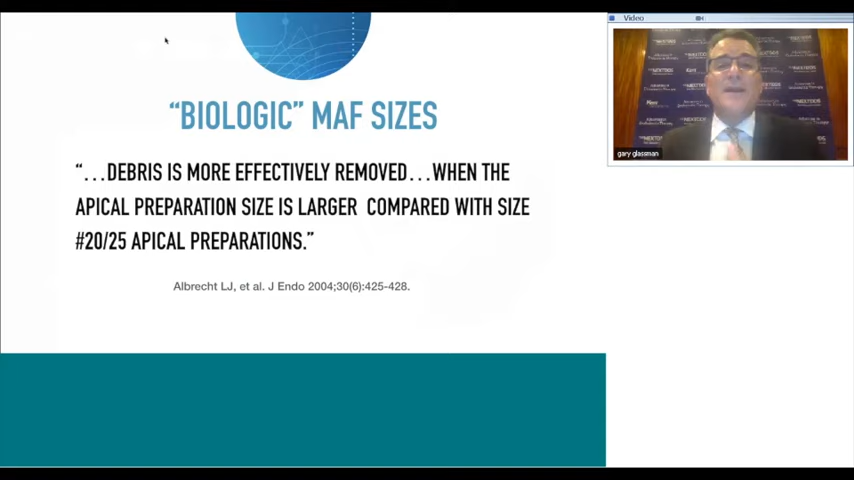 Video
"BIOLOGIC" MAF SIZES
"...DEBRIS IS MORE EFFECTIVELY REMOVED...WHEN THE
APICAL PREPARATION SIZE IS LARGER COMPARED WITH SIZE
#20/25 APICAL PREPARATIONS."
Albrecht LJ, et al. J Endo 2004;30(6):425-428.
gary glassman